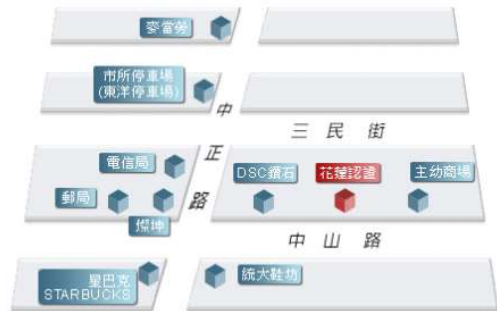 麥當勞
市所停車場
(東洋停車場)
中
正
路
三民街
電信局
DSC鑽石
花蓮認證
主幼商場
郵局
燦坤
中山路
星巴克
STARBUCKS
統大鞋坊